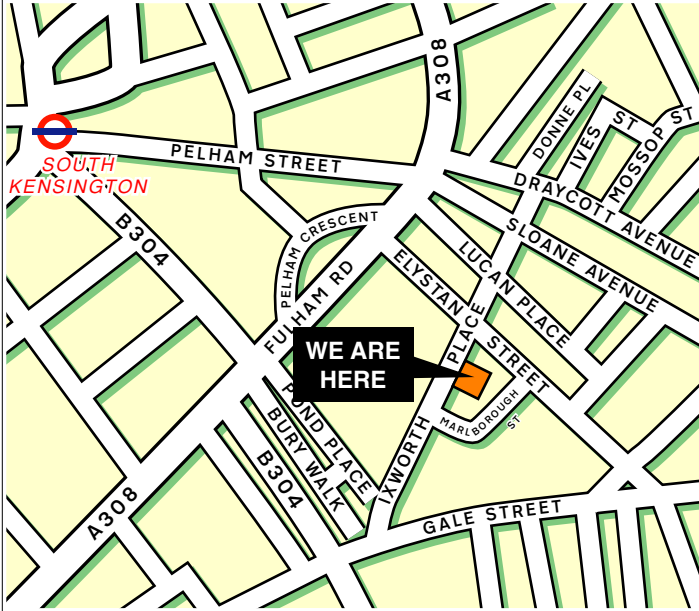 A308
DONNE PL
IVES ST
MOSSOP ST
SOUTH
KENSINGTON
PELHAM STREET
DRAYCOTT AVENUE
B304
PELHAM CRESCENT
SLOANE AVENUE
LUCAN PLACE
ELYSTAN STREET
FULHAM RD
IXWORTH PLACE
WE ARE
HERE
MARLBOROUGH
ST
POND PLACE
BURY WALK
B304
A308
GALE STREET